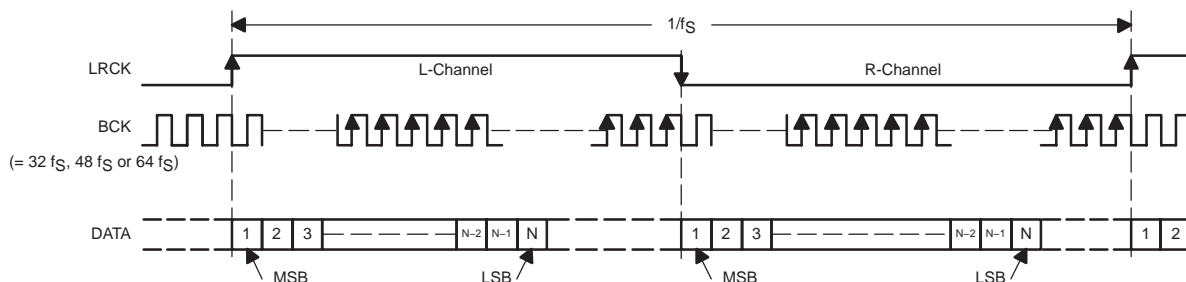 1/fS
LRCK
L-Channel
R-Channel
BCK
(= 32 fS, 48 fS or 64 fS)
DATA
1 2 3 N–2 N–1 N 1 2 3 N–2 N–1 N 1 2
MSB LSB MSB LSB